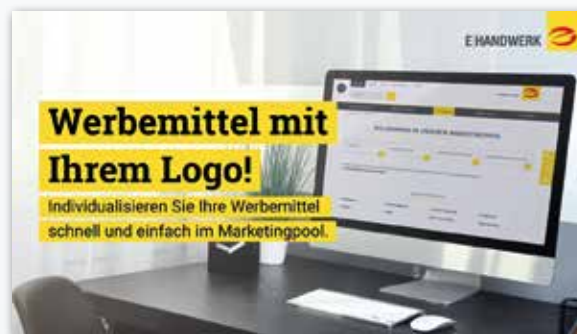 E HANDWERK
Werbemittel mit
Ihrem Logo!
Individualisieren Sie Ihre Werbemittel
schnell und einfach im Marketingpool.